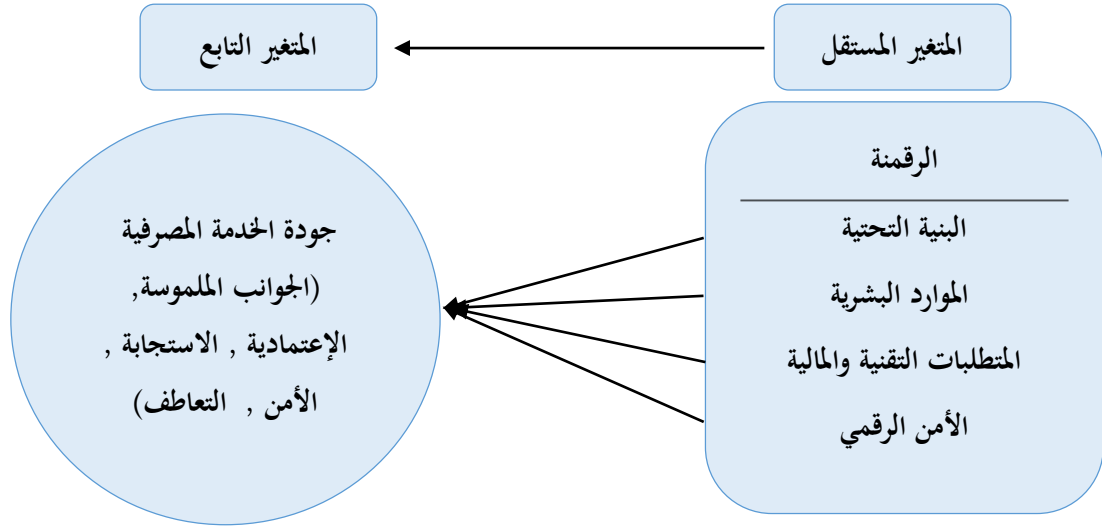 المتغير المستقل
المتغير التابع
الرقمنة
البنية التحتية
الموارد البشرية
المتطلبات التقنية والمالية
الأمن الرقمي
جودة الخدمة المصرفية
(الجوانب الملموسة,
الإعتمادية , الاستجابة ,
الأمن , التعاطف)